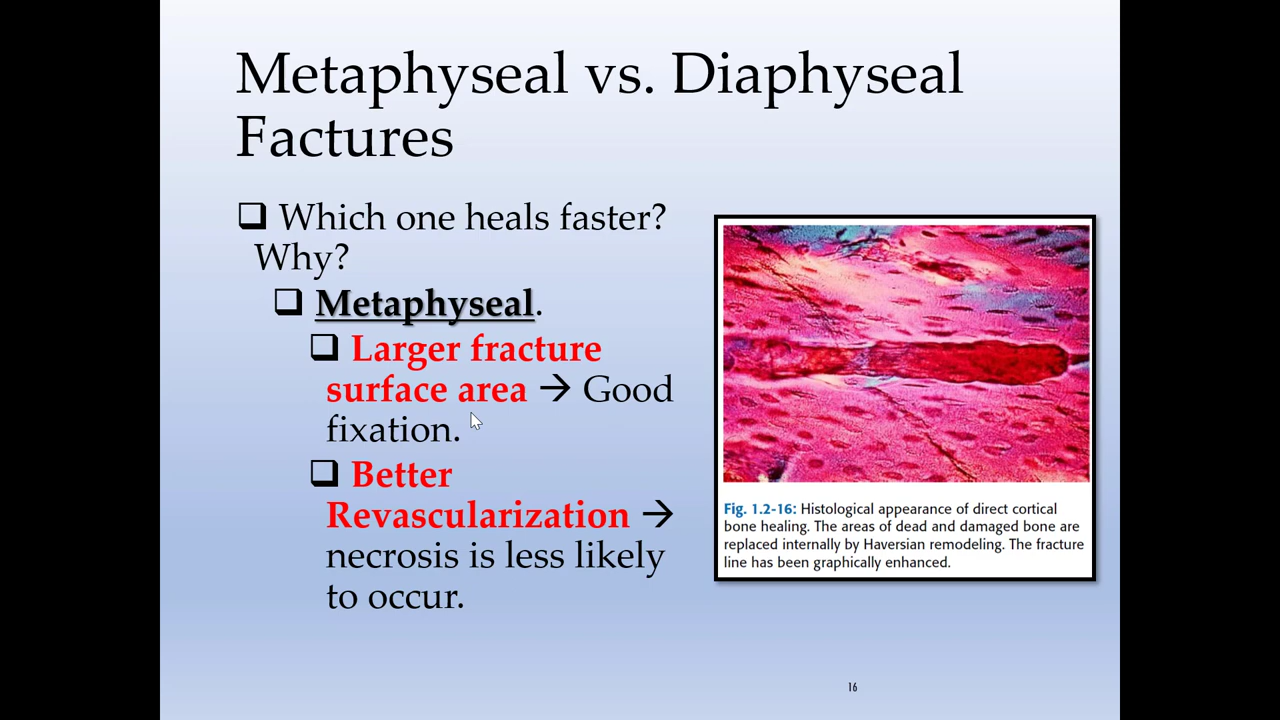 Metaphyseal vs. Diaphyseal
Factures
❑ Which one heals faster?
Why?
❑ Metaphyseal.
❑ Larger fracture
surface area → Good
fixation.
❑ Better
Revascularization →
necrosis is less likely
to occur.
Fig. 1.2-16: Histological appearance of direct cortical
bone healing. The areas of dead and damaged bone are
replaced internally by Haversian remodeling. The fracture
line has been graphically enhanced.
16